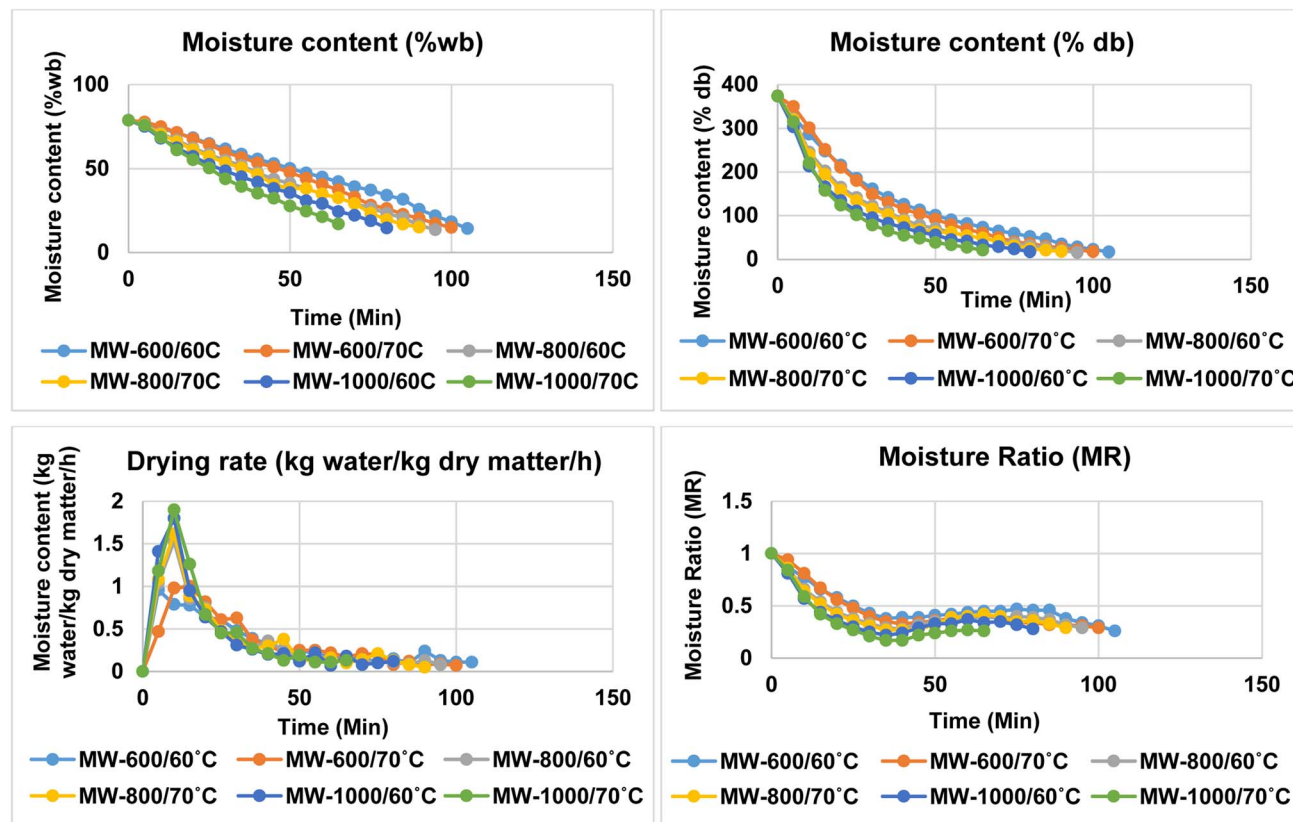 Moisture content (%wb)
Moisture content (%wb)
100
50
0
0 50 100 150
Time (Min)
MW-600/60C MW-600/70C MW-800/60C
MW-800/70C MW-1000/60C MW-1000/70C
Moisture content (% db)
Moisture content (% db)
400
300
200
100
0
0 50 100 150
Time (Min)
MW-600/60˚C MW-600/70˚C MW-800/60˚C
MW-800/70˚C MW-1000/60˚C MW-1000/70˚C
Drying rate (kg water/kg dry matter/h)
Moisture content (kg
water/kg dry matter/h)
2
1.5
1
0.5
0
0 50 100 150
Time (Min)
MW-600/60˚C MW-600/70˚C MW-800/60˚C
MW-800/70˚C MW-1000/60˚C MW-1000/70˚C
Moisture Ratio (MR)
Moisture Ratio (MR)
1.5
1
0.5
0
0 50 100 150
Time (Min)
MW-600/60˚C MW-600/70˚C MW-800/60˚C
MW-800/70˚C MW-1000/60˚C MW-1000/70˚C